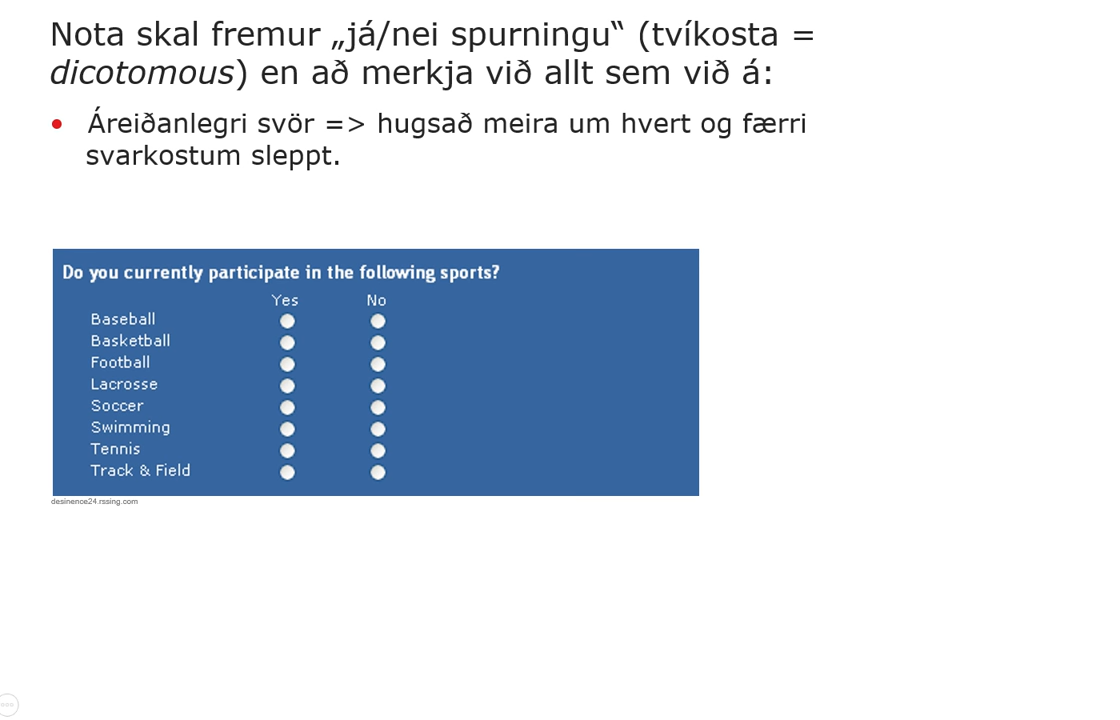 Nota skal fremur „já/nei spurningu“ (tvíkosta =
dicotomous) en að merkja við allt sem við á:
• Áreiðanlegri svör => hugsað meira um hvert og færri
svarkostum sleppt.
Do you currently participate in the following sports?
Yes No
Baseball
Basketball
Football
Lacrosse
Soccer
Swimming
Tennis
Track & Field
desinence24.rssing.com